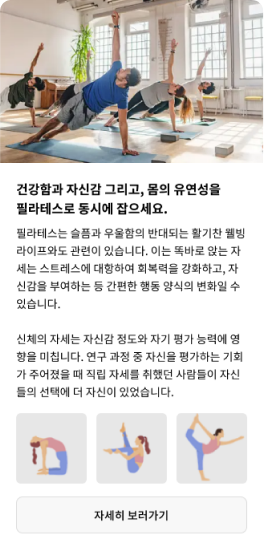 건강함과 자신감 그리고, 몸의 유연성을
필라테스로 동시에 잡으세요.
필라테스는 슬픔과 우울함의 반대되는 활기찬 웰빙
라이프와도 관련이 있습니다. 이는 똑바로 앉는 자
세는 스트레스에 대항하여 회복력을 강화하고, 자
신감을 부여하는 등 간편한 행동 양식의 변화일 수
있습니다.
신체의 자세는 자신감 정도와 자기 평가 능력에 영
향을 미칩니다. 연구 과정 중 자신을 평가하는 기회
가 주어졌을 때 직립 자세를 취했던 사람들이 자신
들의 선택에 더 자신이 있었습니다.
자세히 보러가기